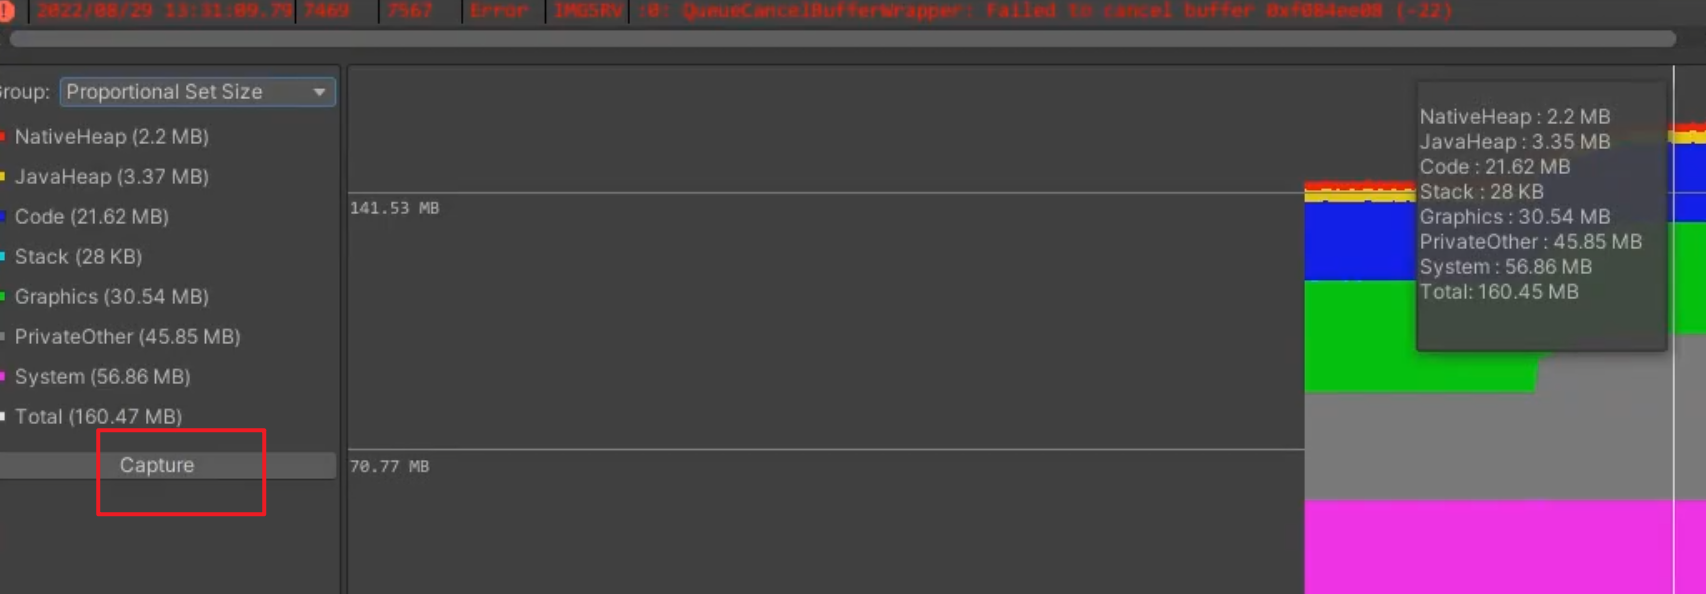 2022/08/29 13:31:09.79 7469 7567 Error IMGSRV :0: QueueCancelBufferWrapper: Failed to cancel buffer 0xf084ee08 (-22)
Group: Proportional Set Size
NativeHeap (2.2 MB)
JavaHeap (3.37 MB)
Code (21.62 MB)
Stack (28 KB)
Graphics (30.54 MB)
PrivateOther (45.85 MB)
System (56.86 MB)
Total (160.47 MB)
Capture
141.53 MB
70.77 MB
NativeHeap : 2.2 MB
JavaHeap : 3.35 MB
Code : 21.62 MB
Stack : 28 KB
Graphics : 30.54 MB
PrivateOther : 45.85 MB
System : 56.86 MB
Total: 160.45 MB